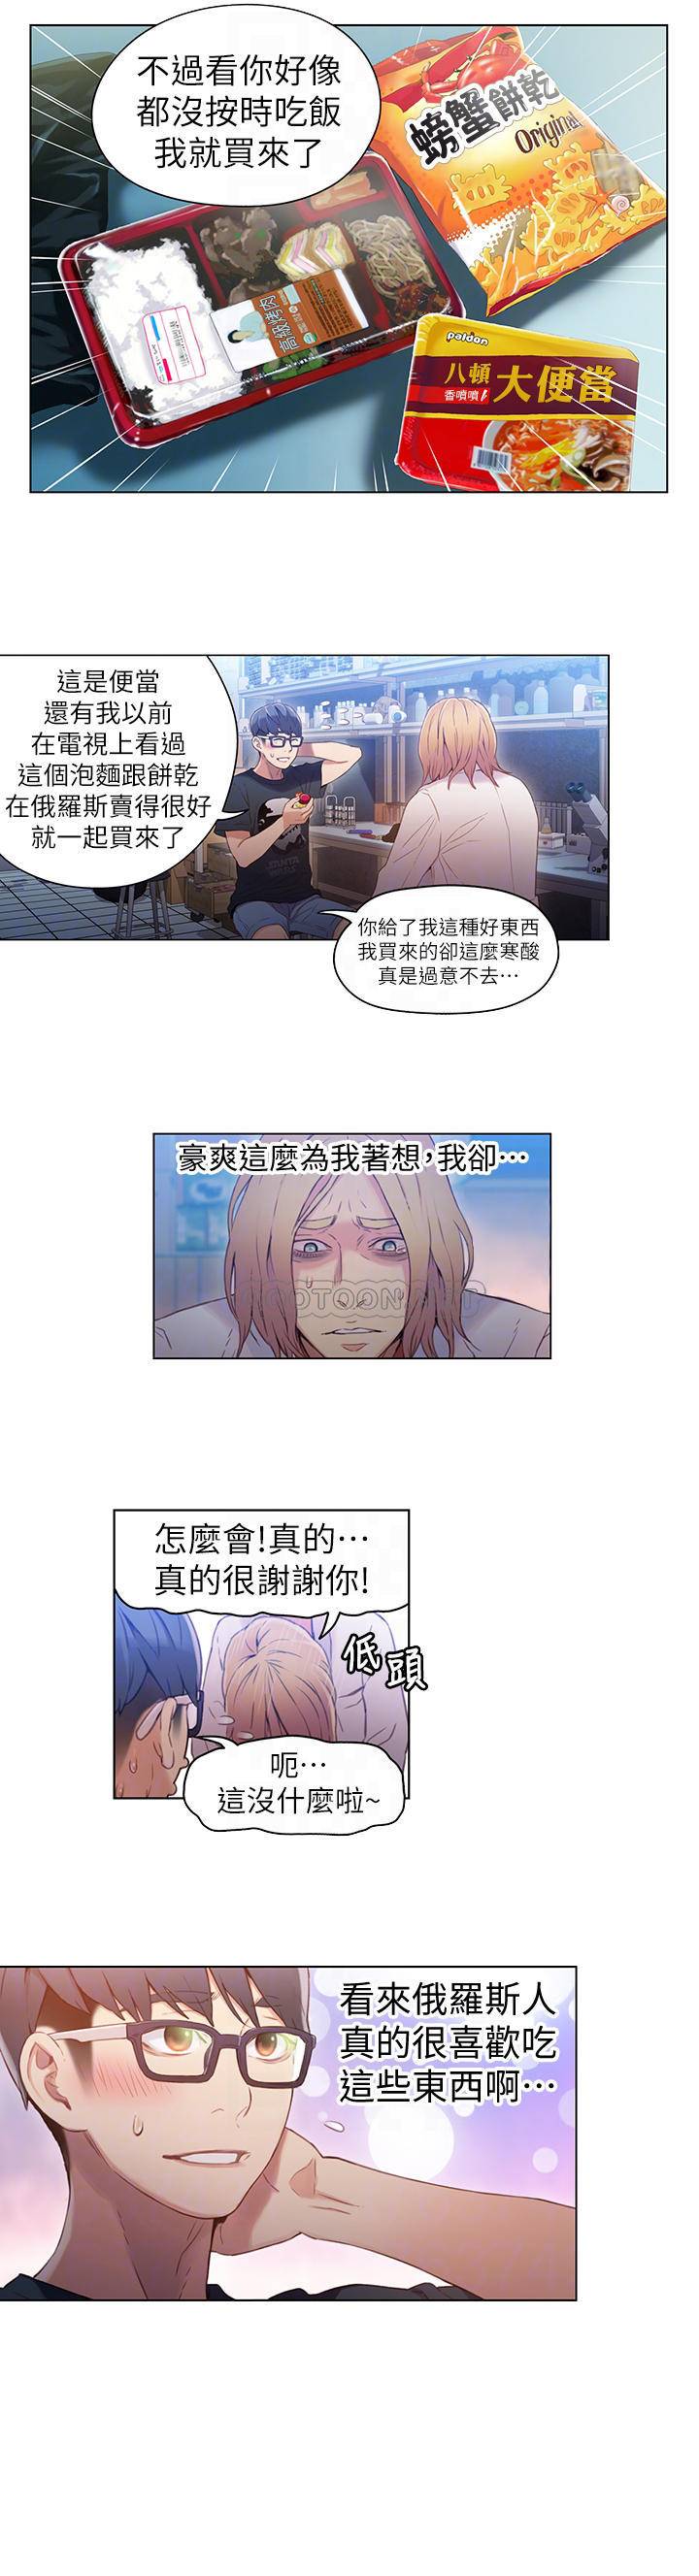 不過看你好像
都沒按時吃飯
我就買來了
螃蟹餅乾
Original
高級烤肉
paldon
八頓
香噴噴!
大便當
這是便當
還有我以前
在電視上看過
這個泡麵跟餅乾
在俄羅斯賣得很好
就一起買來了
你給了我這種好東西
我買來的卻這麼寒酸
真是過意不去…
豪爽這麼為我著想,我卻…
怎麼會!真的…
真的很謝謝你!
低頭
呃…
這沒什麼啦~
看來俄羅斯人
真的很喜歡吃
這些東西啊…